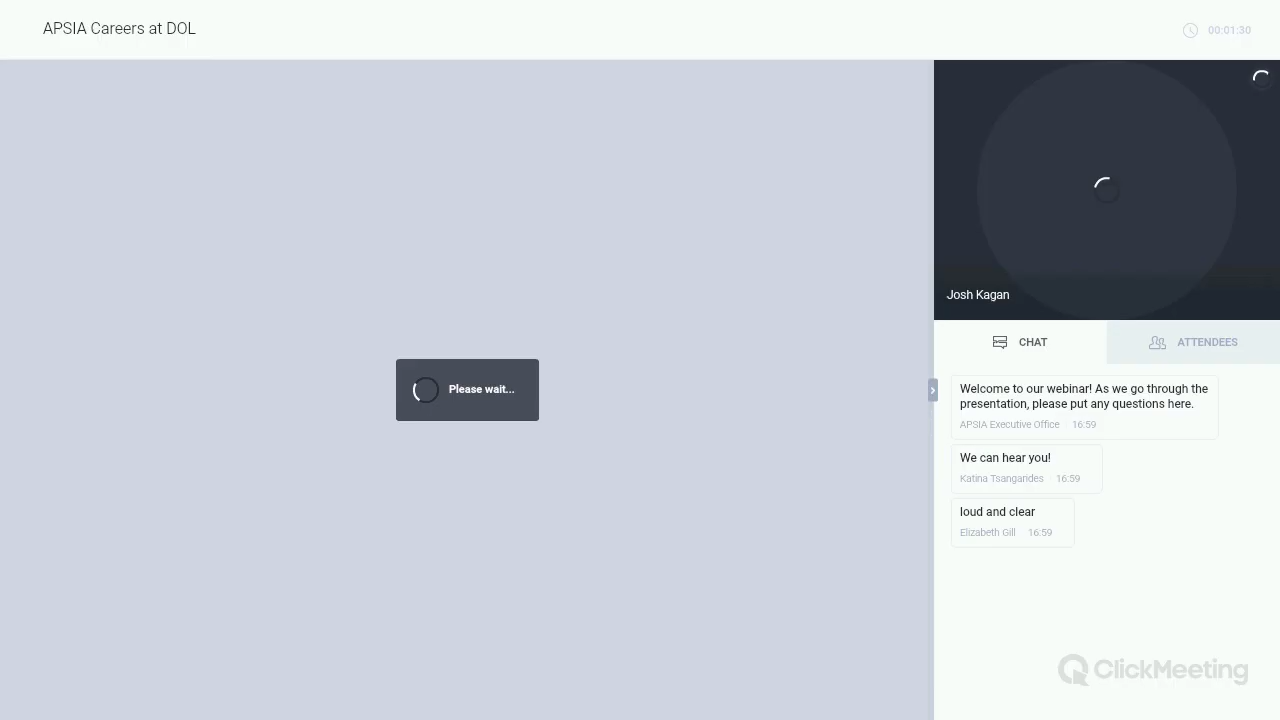 APSIA Careers at DOL
00:01:30
Josh Kagan
CHAT
ATTENDEES
Please wait...
Welcome to our webinar! As we go through the
presentation, please put any questions here.
APSIA Executive Office 16:59
We can hear you!
Katina Tsangarides 16:59
loud and clear
Elizabeth Gill 16:59
ClickMeeting